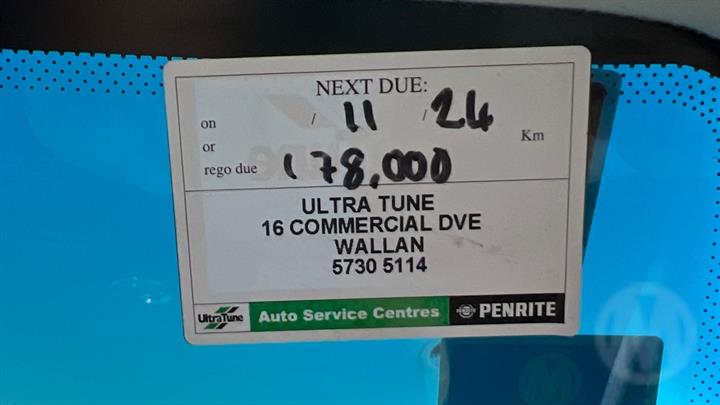 NEXT DUE:
on / 11 / 24
or Km
rego due 178,000
ULTRA TUNE
16 COMMERCIAL DVE
WALLAN
5730 5114
UltraTune Auto Service Centres PENRITE